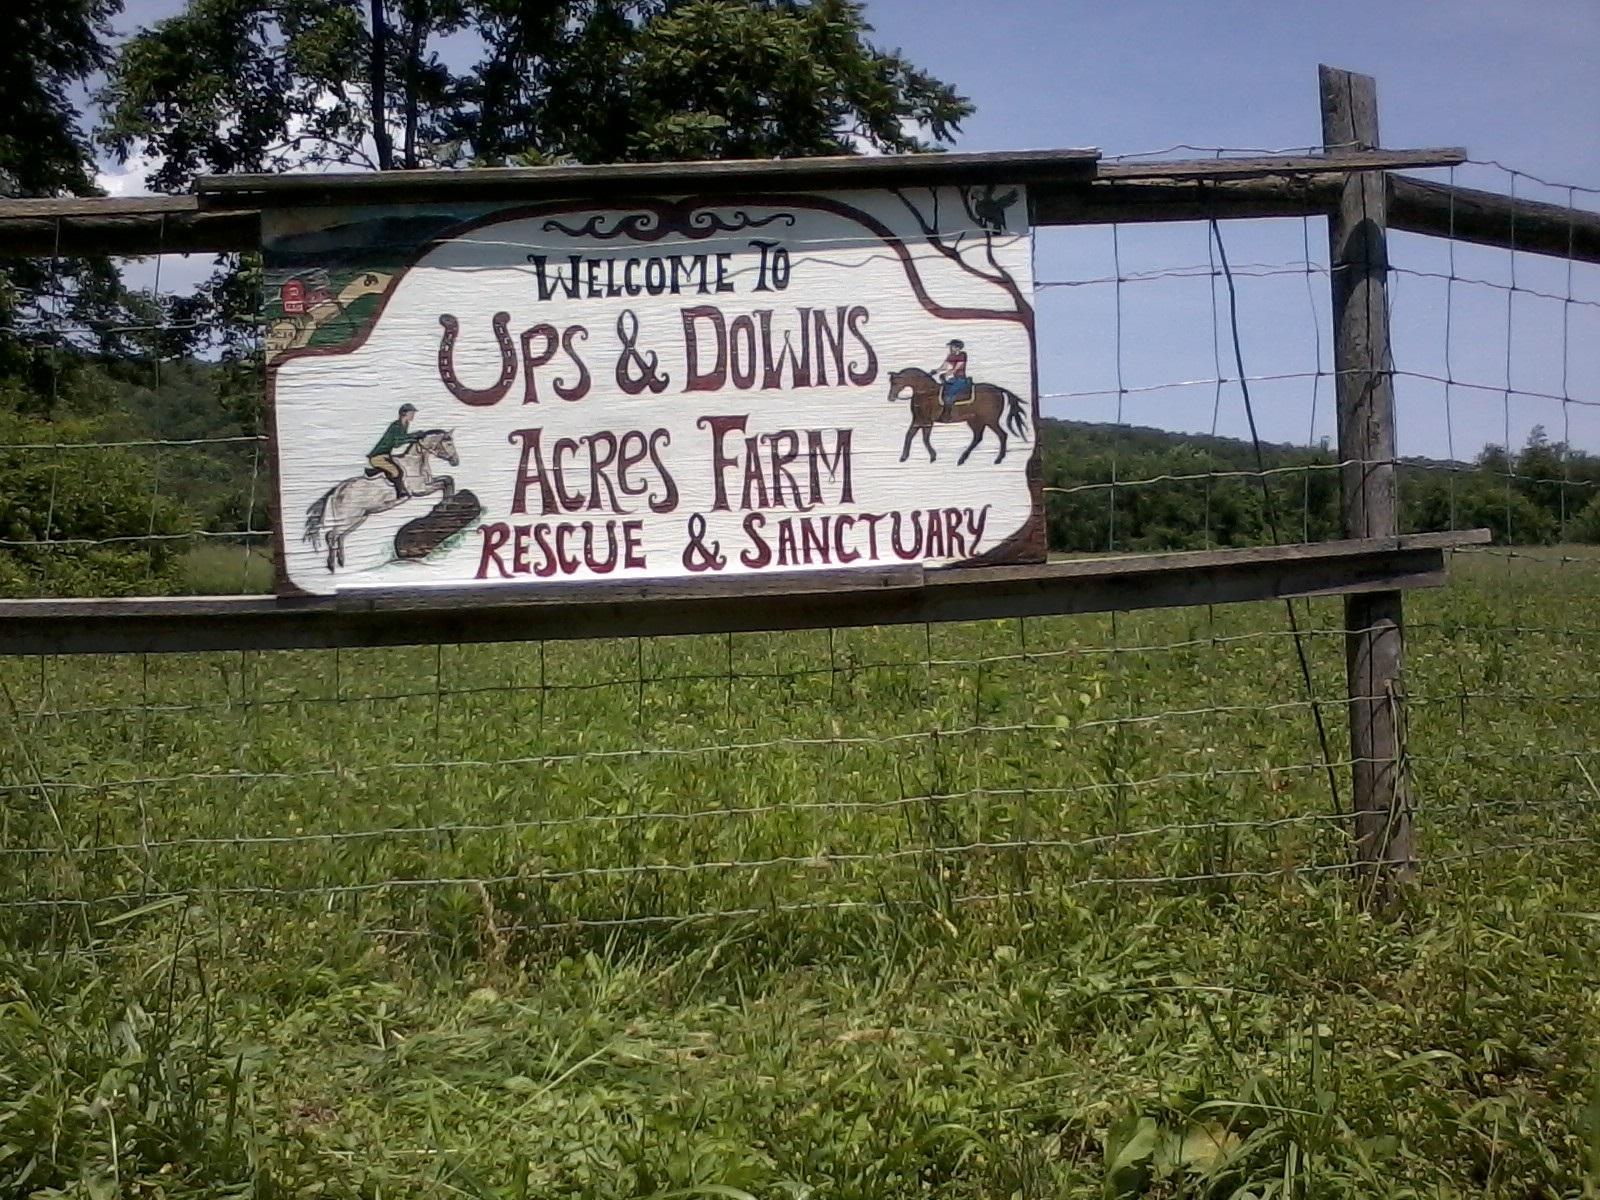 WELCOME TO
UPS & DOWNS
ACRES FARM
RESCUE & SANCTUARY